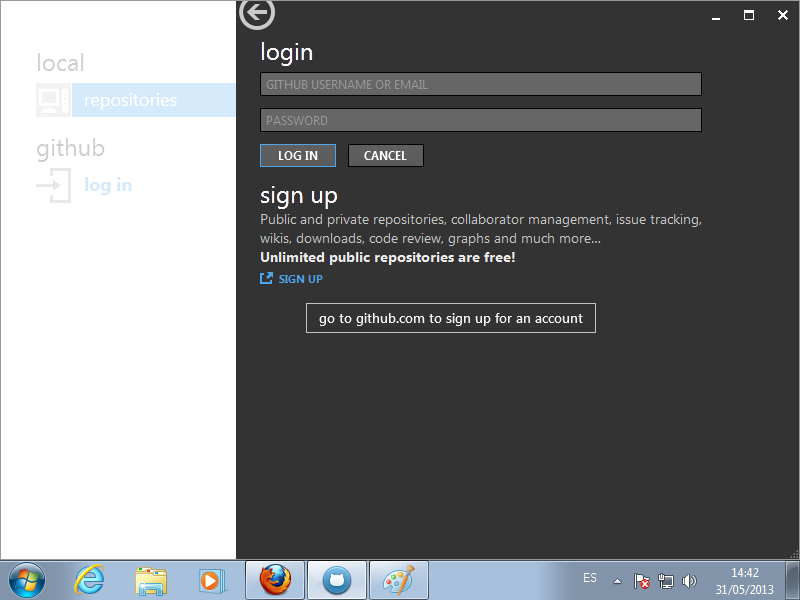 local
repositories
github
log in
login
GITHUB USERNAME OR EMAIL
PASSWORD
LOG IN
CANCEL
sign up
Public and private repositories, collaborator management, issue tracking,
wikis, downloads, code review, graphs and much more...
Unlimited public repositories are free!
SIGN UP
go to github.com to sign up for an account
ES
14:42
31/05/2013